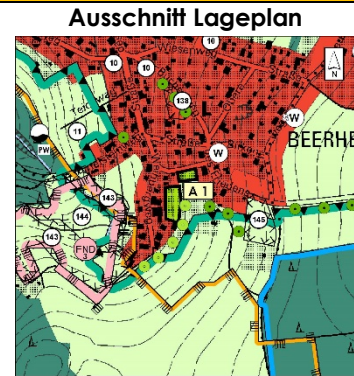 Ausschnitt Lageplan
16
10
10
N
138
11
W
W
PW
BEERHE
A 1
143
144
145
143
FND